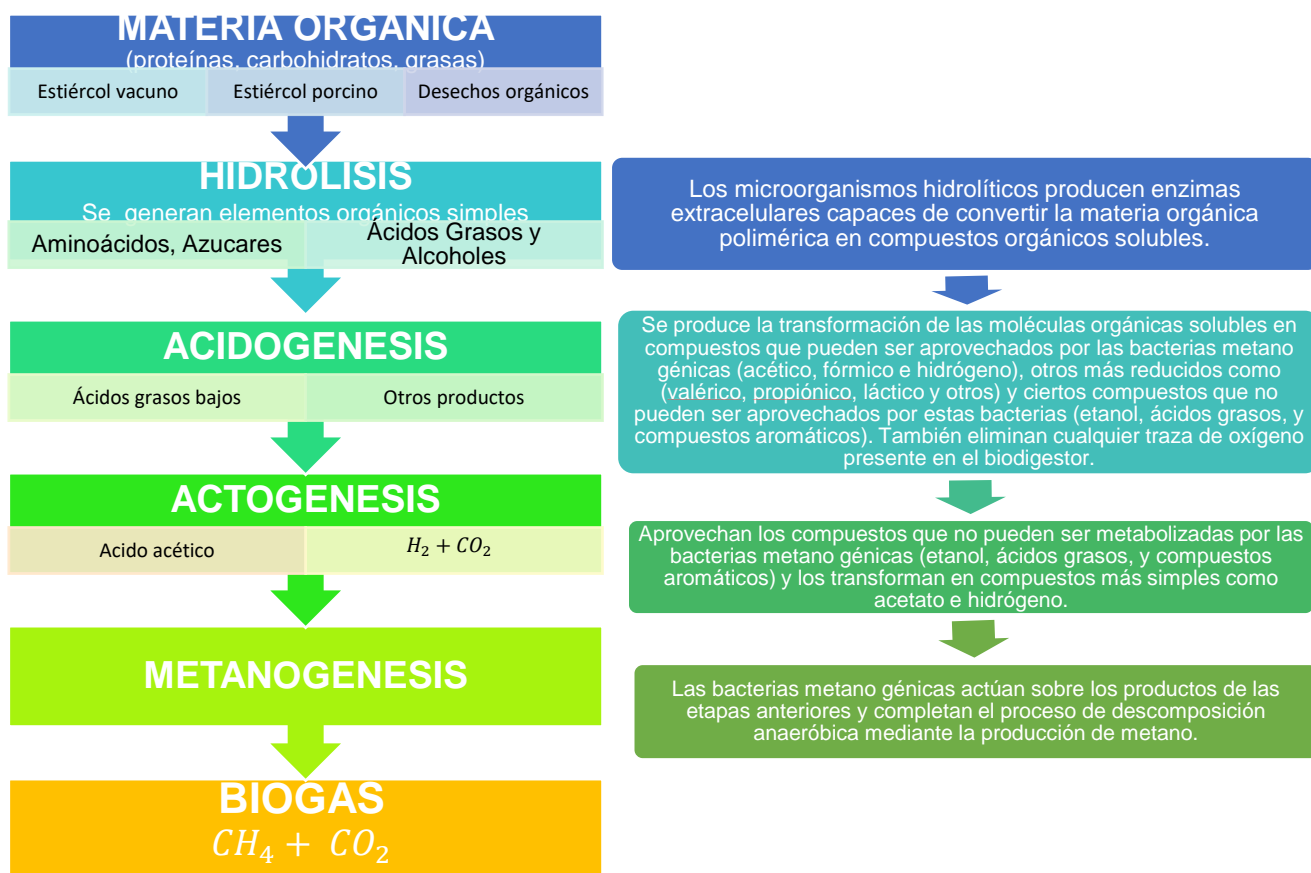 MATERIA ORGANICA
(proteínas, carbohidratos, grasas)
Estiércol vacuno
Estiércol porcino
Desechos orgánicos
HIDROLISIS
Se generan elementos orgánicos simples
Aminoácidos, Azucares
Ácidos Grasos y
Alcoholes
ACIDOGENESIS
Ácidos grasos bajos
Otros productos
ACTOGENESIS
Acido acético
H₂ + CO₂
METANOGENESIS
BIOGAS
CH₄ + CO₂
Los microorganismos hidrolíticos producen enzimas
extracelulares capaces de convertir la materia orgánica
polimérica en compuestos orgánicos solubles.
Se produce la transformación de las moléculas orgánicas solubles en
compuestos que pueden ser aprovechados por las bacterias metano
génicas (acético, fórmico e hidrógeno), otros más reducidos como
(valérico, propiónico, láctico y otros) y ciertos compuestos que no
pueden ser aprovechados por estas bacterias (etanol, ácidos grasos, y
compuestos aromáticos). También eliminan cualquier traza de oxígeno
presente en el biodigestor.
Aprovechan los compuestos que no pueden ser metabolizadas por las
bacterias metano génicas (etanol, ácidos grasos, y compuestos
aromáticos) y los transforman en compuestos más simples como
acetato e hidrógeno.
Las bacterias metano génicas actúan sobre los productos de las
etapas anteriores y completan el proceso de descomposición
anaeróbica mediante la producción de metano.